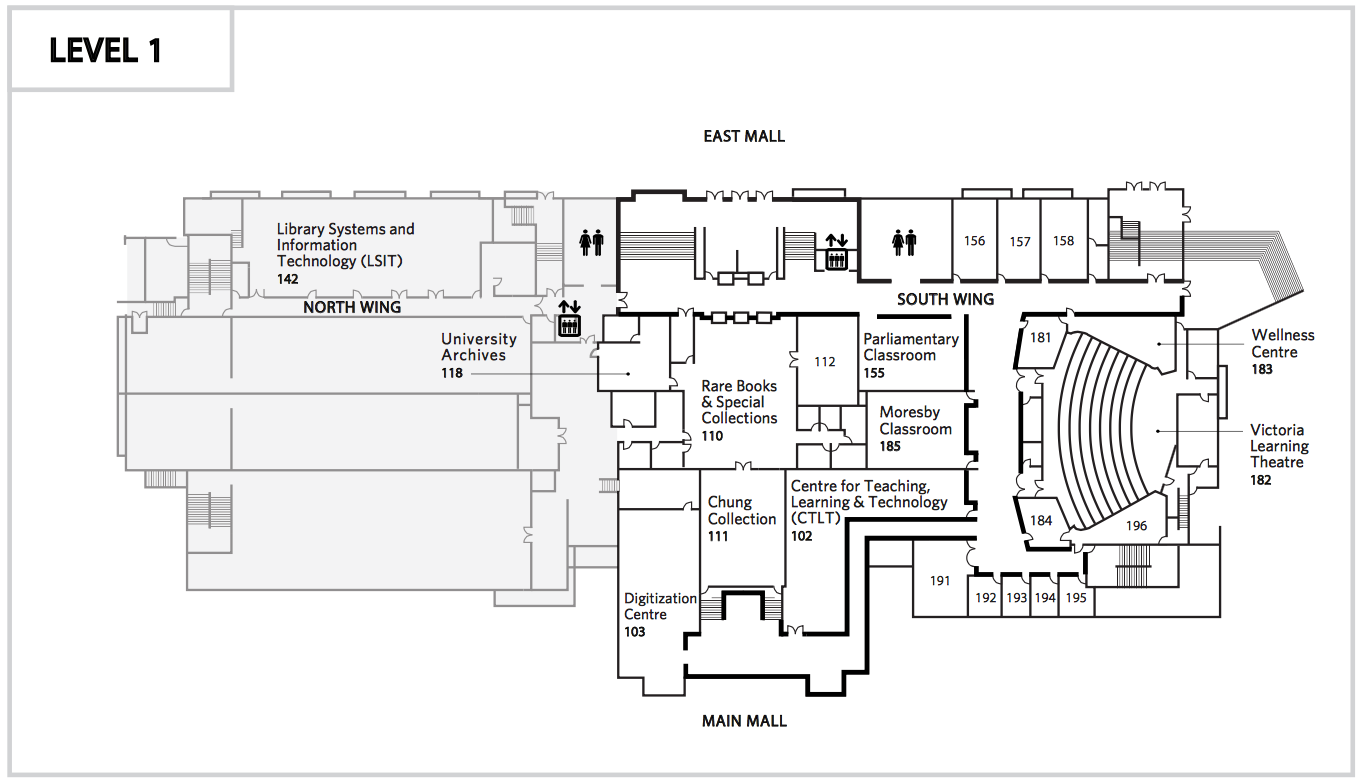 LEVEL 1
EAST MALL
Library Systems and
Information
Technology (LSIT)
142
156
157
158
NORTH WING
SOUTH WING
University
Archives
118
112
Parliamentary
Classroom
155
181
Wellness
Centre
183
Rare Books
& Special
Collections
110
Moresby
Classroom
185
Victoria
Learning
Theatre
182
Chung
Collection
111
Centre for Teaching,
Learning & Technology
(CTLT)
102
184
196
Digitization
Centre
103
191
192
193
194
195
MAIN MALL